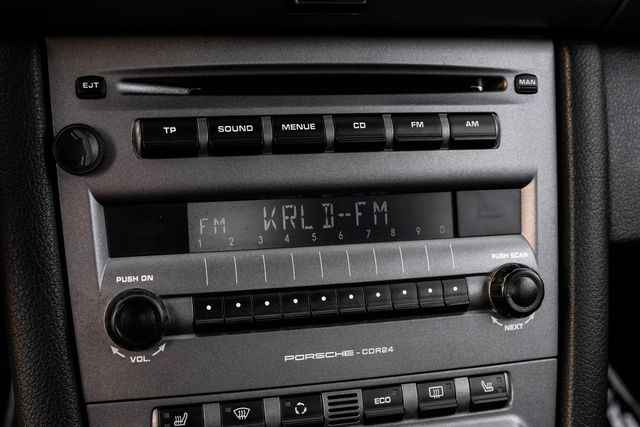 EJT MAN
TP SOUND MENUE CD FM AM
FM KRLD-FM
1 2 3 4 5 6 7 8 9 0
PUSH ON PUSH SCAN
VOL. NEXT
PORSCHE - CDR24
ECO